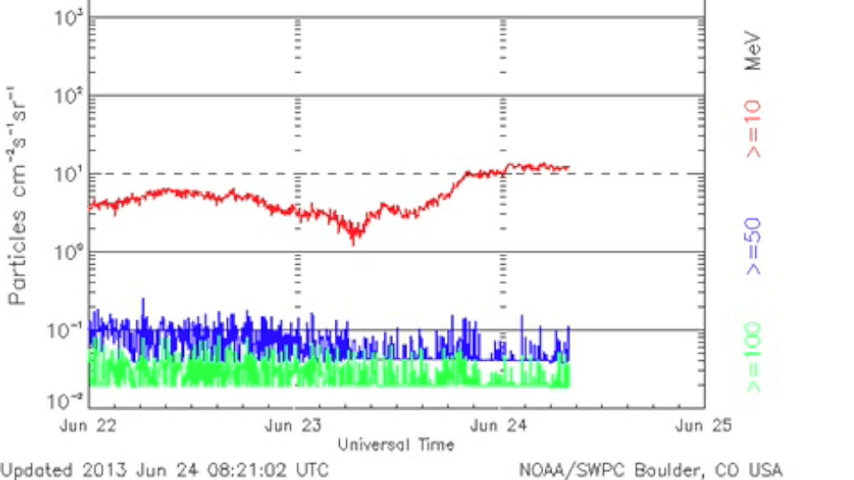 10³
10²
10¹
10⁰
10⁻¹
10⁻²
Particles cm⁻²s⁻¹sr⁻¹
Jun 22
Jun 23
Jun 24
Jun 25
Universal Time
MeV
>=10
>=50
>=100
Updated 2013 Jun 24 08:21:02 UTC
NOAA/SWPC Boulder, CO USA